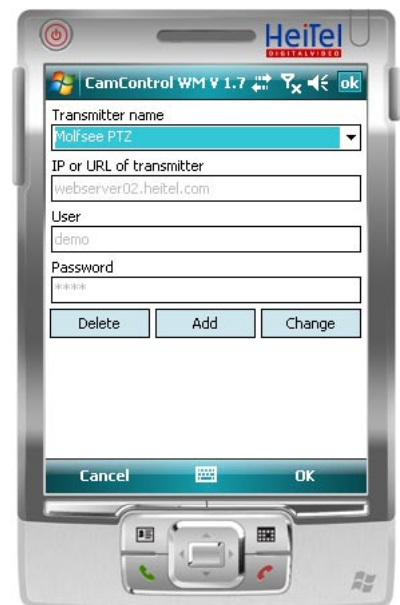 HeiTel
DIGITALVIDEO
CamControl WM V 1.7
ok
Transmitter name
Molfsee PTZ
IP or URL of transmitter
webserver02.heitel.com
User
demo
Password
****
Delete Add Change
Cancel OK